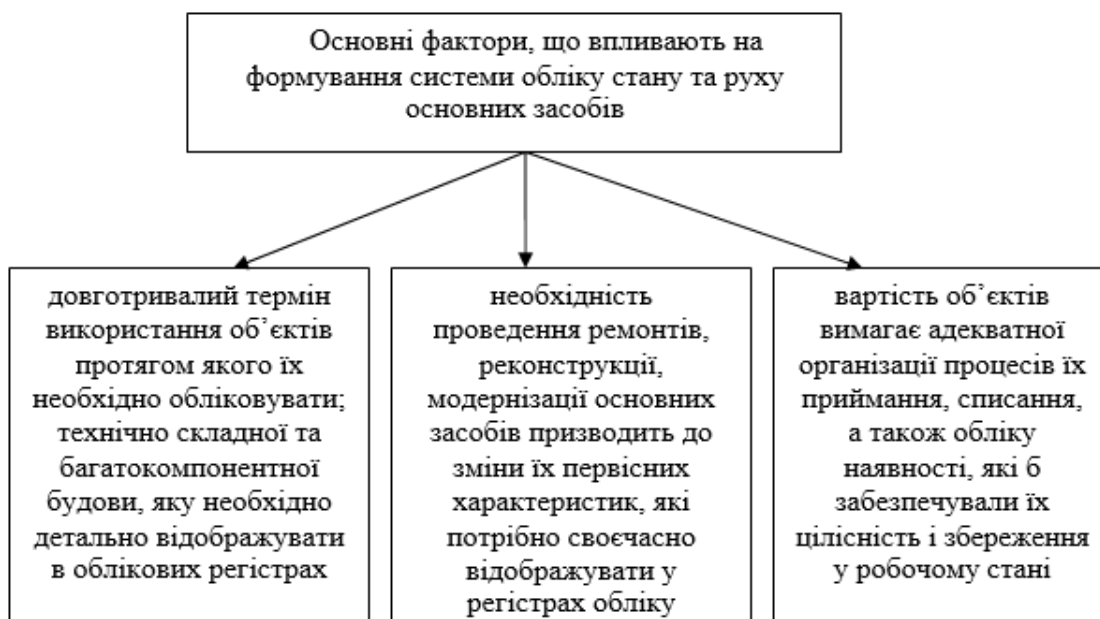 Основні фактори, що впливають на
формування системи обліку стану та руху
основних засобів
довготривалий термін
використання об’єктів
протягом якого їх
необхідно обліковувати;
технічно складної та
багатокомпонентної
будови, яку необхідно
детально відображувати
в облікових регістрах
необхідність
проведення ремонтів,
реконструкції,
модернізації основних
засобів призводить до
зміни їх первісних
характеристик, які
потрібно своєчасно
відображувати у
регістрах обліку
вартість об’єктів
вимагає адекватної
організації процесів їх
приймання, списання,
а також обліку
наявності, які б
забезпечували їх
цілісність і збереження
у робочому стані